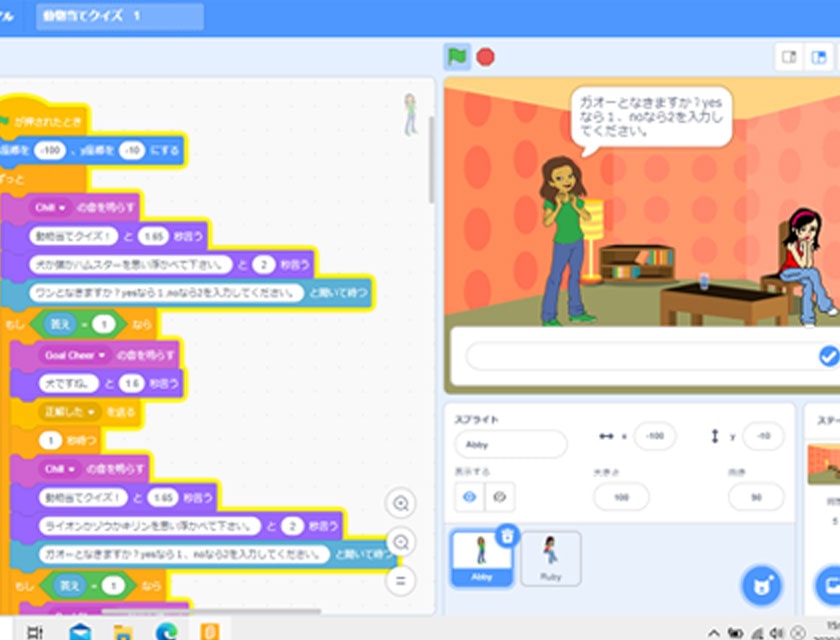 動物当てクイズ 1
が押されたとき
-100 、y座標を -10 にする
ずっと
Chill の音を鳴らす
動物当てクイズ！ と 1.65 秒言う
犬か猫かハムスターを思い浮かべて下さい。 と 2 秒言う
ワンとなきますか？yesなら１,noなら2を入力してください。 と聞いて待つ
もし 答え = 1 なら
Goal Cheer の音を鳴らす
犬ですね。 と 1.6 秒言う
正解した を送る
1 秒待つ
Chill の音を鳴らす
動物当てクイズ！ と 1.65 秒言う
ライオンかゾウかキリンを思い浮かべて下さい。 と 2 秒言う
ガオーとなきますか？yesなら１、noなら2を入力してください。 と聞いて待つ
もし 答え = 1 なら
ガオーとなきますか？yes
なら１、noなら2を入力し
てください。
スプライト
Abby
x -100
y -10
表示する
大きさ
100
向き
90
Abby
Ruby